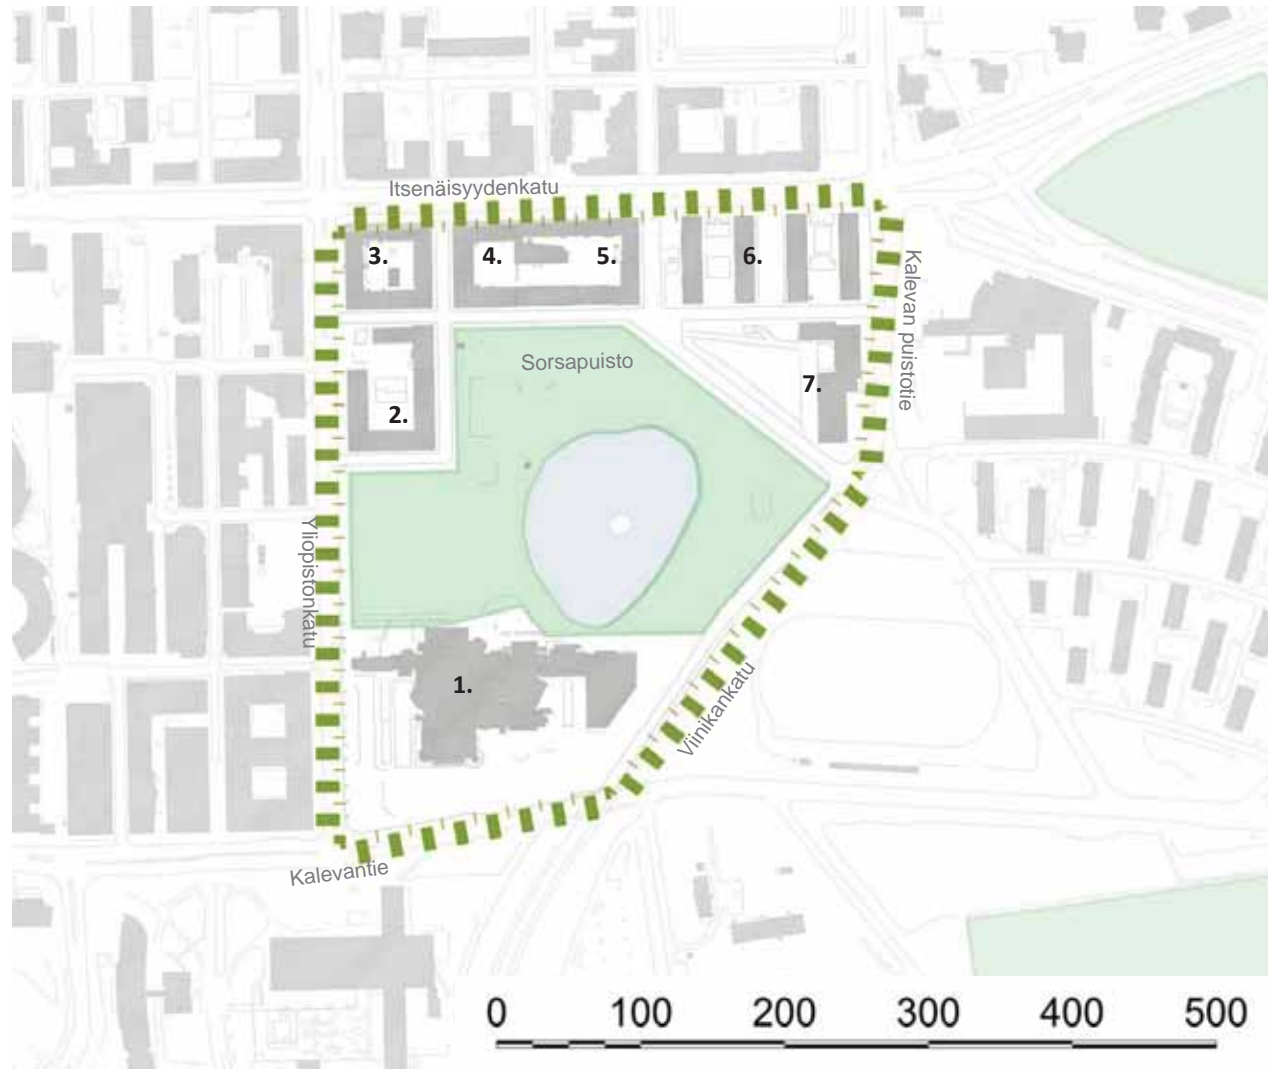 Itsenäisyydenkatu
3.
4.
5.
6.
Kalevan puistotie
Sorsapuisto
7.
2.
Yliopistonkatu
1.
Viinikankatu
Kalevantie
0 100 200 300 400 500